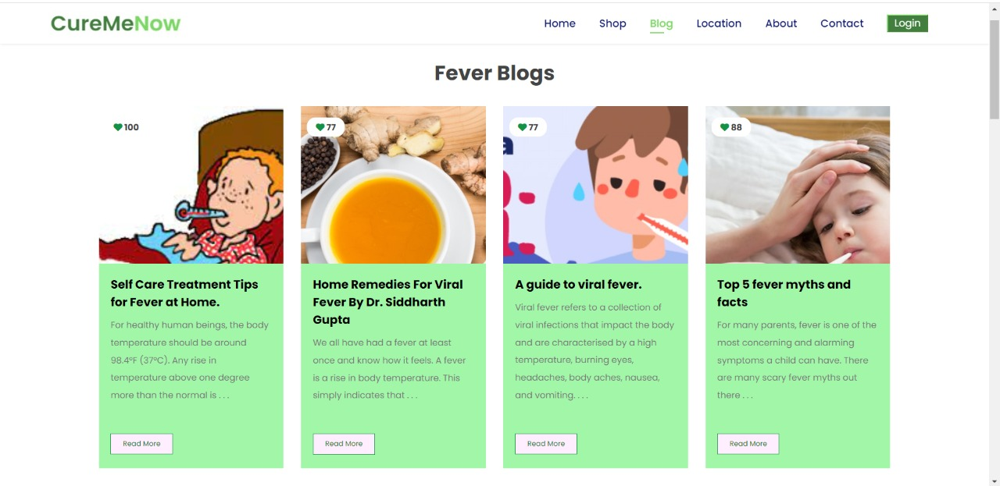 CureMeNow
Home Shop Blog Location About Contact Login
Fever Blogs
100
77
77
88
Self Care Treatment Tips
for Fever at Home.
For healthy human beings, the body
temperature should be around
98.4°F (37°C). Any rise in
temperature above one degree
more than the normal is . . .
Read More
Home Remedies For Viral
Fever By Dr. Siddharth
Gupta
We all have had a fever at least
once and know how it feels. A fever
is a rise in body temperature. This
simply indicates that . . .
Read More
A guide to viral fever.
Viral fever refers to a collection of
viral infections that impact the body
and are characterised by a high
temperature, burning eyes,
headaches, body aches, nausea,
and vomiting. . . .
Read More
Top 5 fever myths and
facts
For many parents, fever is one of the
most concerning and alarming
symptoms a child can have. There
are many scary fever myths out
there . . .
Read More